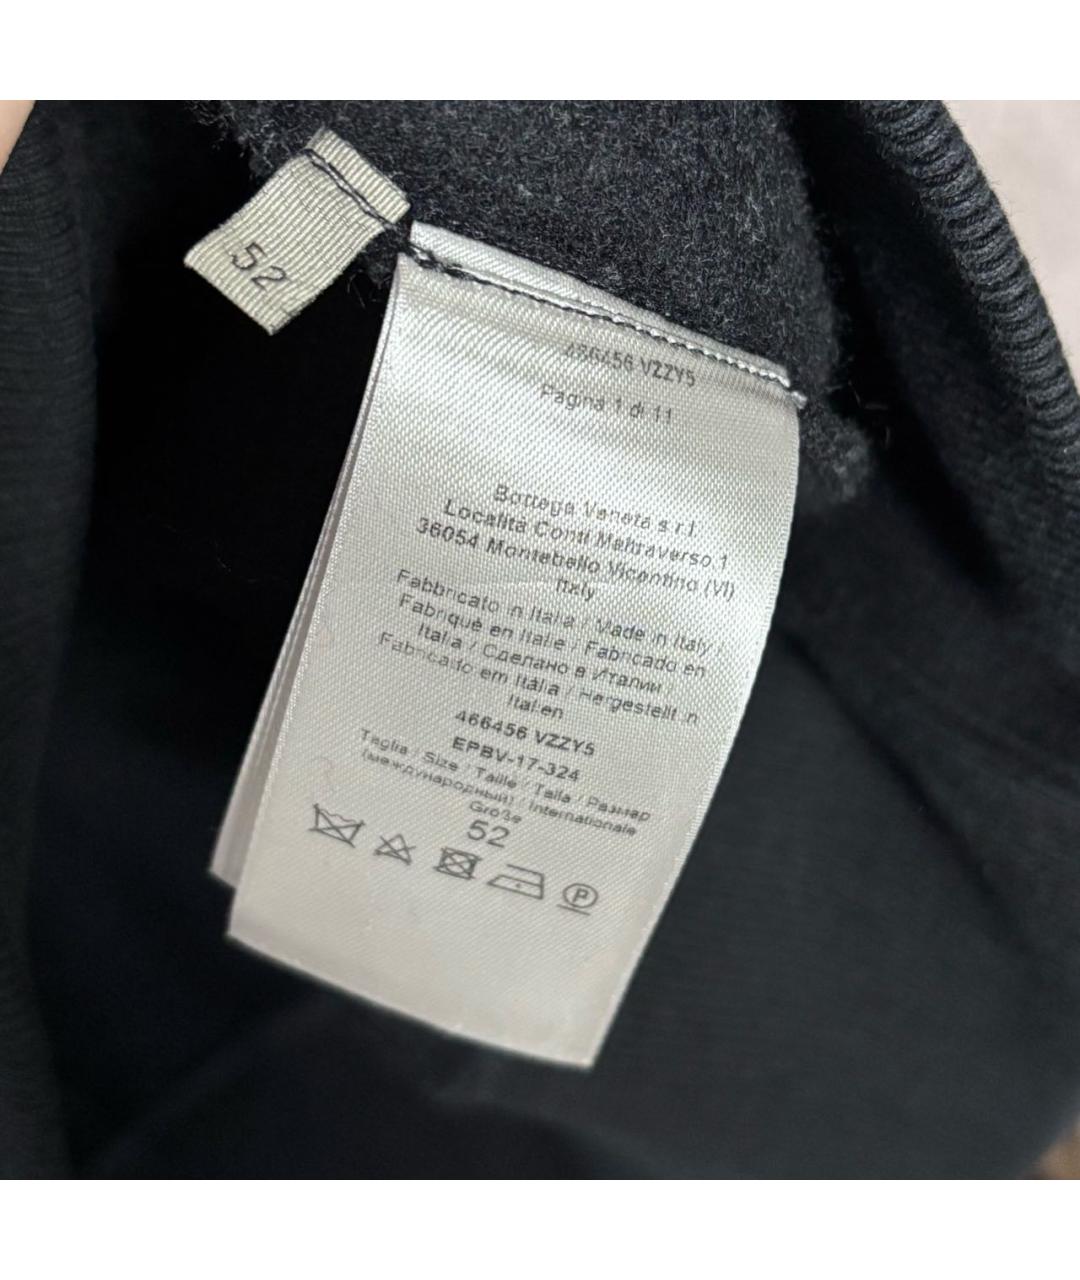 52
466456 VZZY5
Pagina 1 di 11
Bottega Veneta s.r.l.
Località Conti Maltraverso 1
36054 Montebello Vicentino (VI)
Italy
Fabbricato in Italia / Made in Italy /
Fabriqué en Italie / Fabricado en
Italia / Сделано в Италии
Fabricado em Itália / Hergestellt in
Italien
466456 VZZY5
EPBV-17-324
Taglia / Size / Taille / Talla / Размер
(международный) / Internationale
Größe
52
P